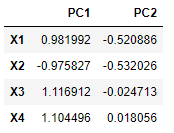 PC1 PC2
X1 0.981992 -0.520886
X2 -0.975827 -0.532026
X3 1.116912 -0.024713
X4 1.104496 0.018056